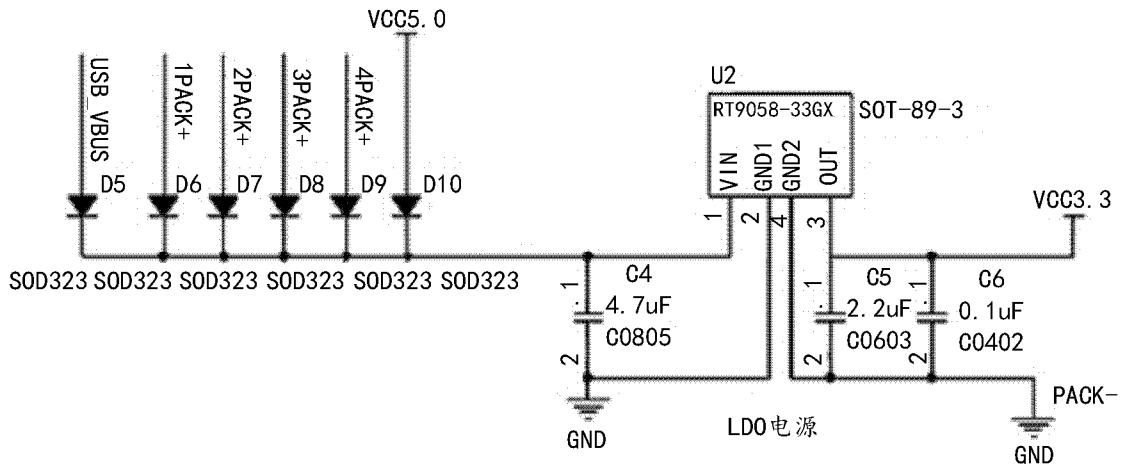 VCC5.0
USB_VBUS
1PACK+
2PACK+
3PACK+
4PACK+
D5
D6
D7
D8
D9
D10
SOD323 SOD323 SOD323 SOD323 SOD323 SOD323
U2
RT9058-33GX
SOT-89-3
VIN
GND1
GND2
OUT
1
2
4
3
VCC3.3
1
C4
4.7uF
C0805
2
1
C5
2.2uF
C0603
2
1
C6
0.1uF
C0402
2
GND
LDO电源
PACK-
GND